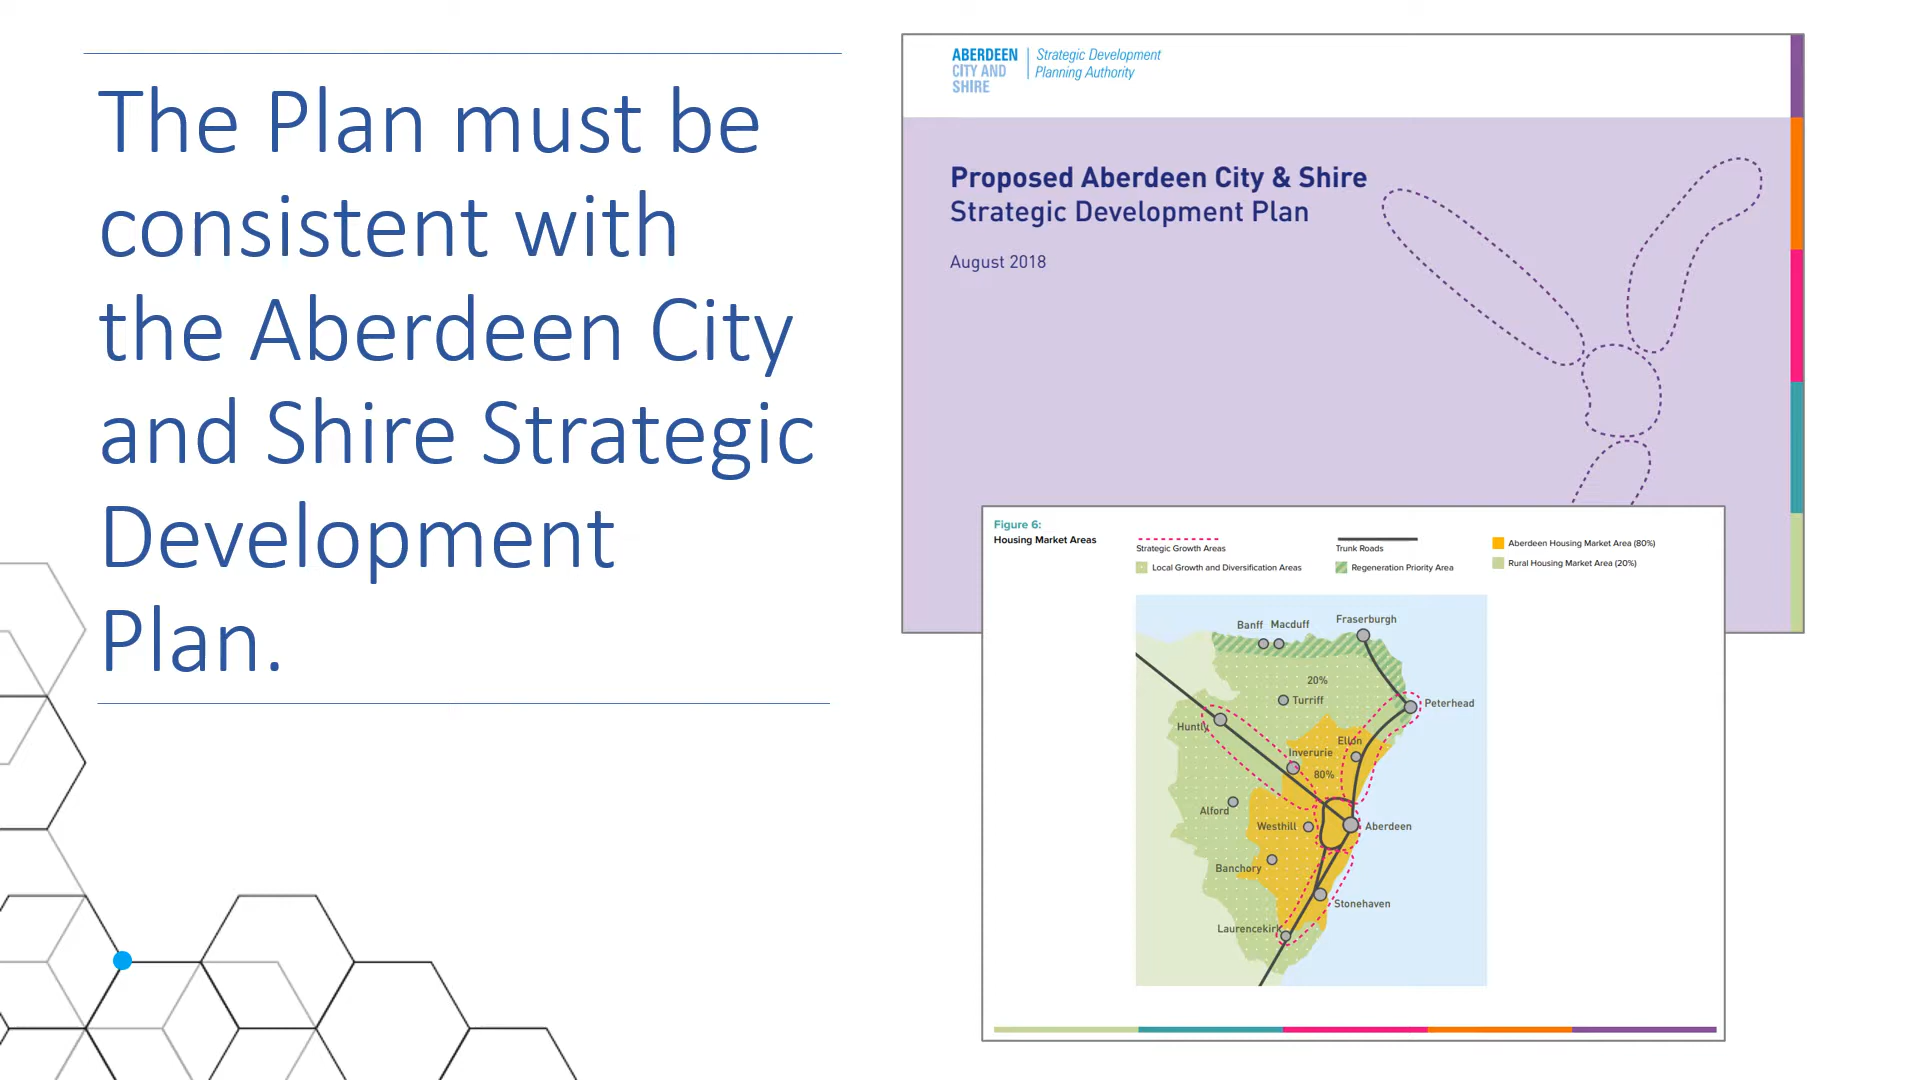 The Plan must be
consistent with
the Aberdeen City
and Shire Strategic
Development
Plan.
ABERDEEN
CITY AND
SHIRE
Strategic Development
Planning Authority
Proposed Aberdeen City & Shire
Strategic Development Plan
August 2018
Figure 6:
Housing Market Areas
Strategic Growth Areas
Trunk Roads
Aberdeen Housing Market Area (80%)
Local Growth and Diversification Areas
Regeneration Priority Area
Rural Housing Market Area (20%)
Banff
Macduff
Fraserburgh
20%
Turriff
Peterhead
Huntly
Ellon
Inverurie
80%
Alford
Westhill
Aberdeen
Banchory
Stonehaven
Laurencekirk